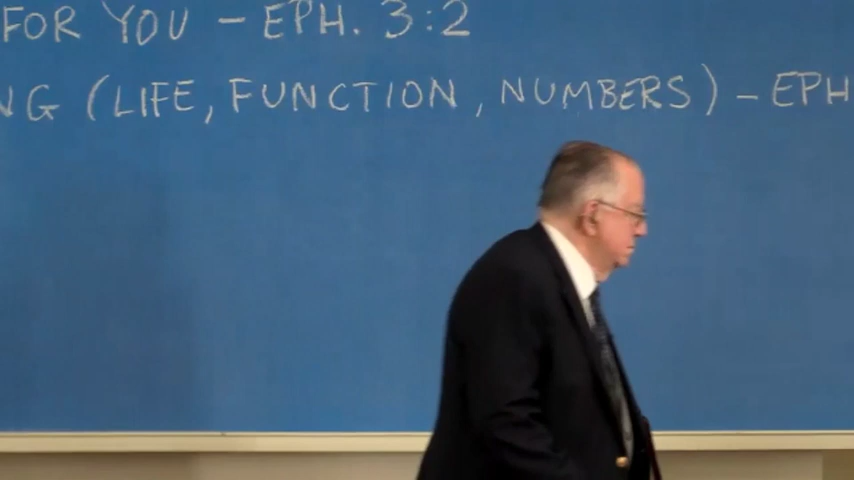 FOR YOU – EPH. 3:2
NG (LIFE, FUNCTION, NUMBERS) – EPH